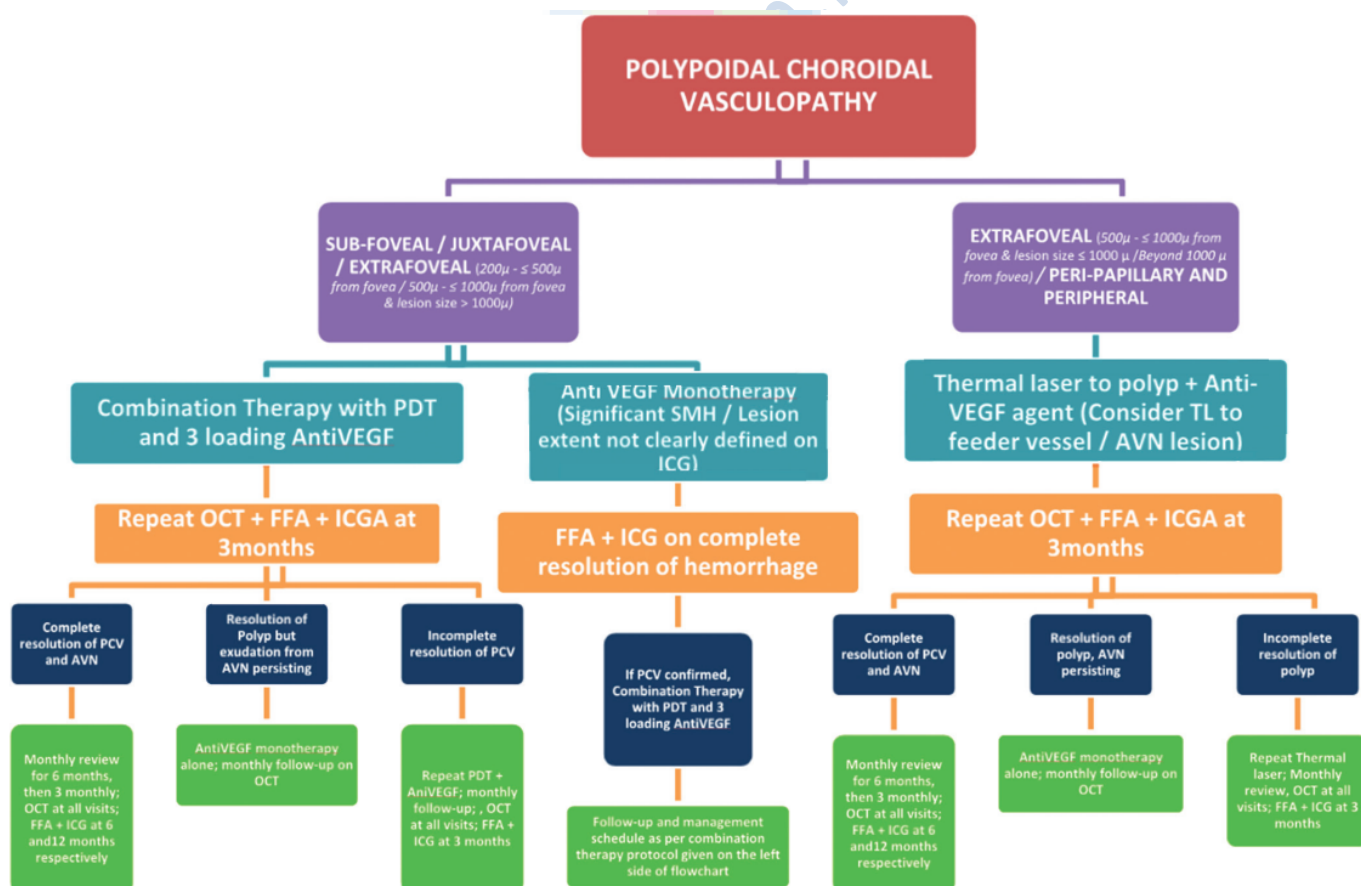 POLYPOIDAL CHOROIDAL
VASCULOPATHY
SUB-FOVEAL / JUXTAFOVEAL
/ EXTRAFOVEAL (200µ - ≤ 500µ
from fovea / 500µ - ≤ 1000µ from fovea
& lesion size > 1000µ)
EXTRAFOVEAL (500µ - ≤ 1000µ from
fovea & lesion size ≤ 1000 µ /Beyond 1000 µ
from fovea) / PERI-PAPILLARY AND
PERIPHERAL
Combination Therapy with PDT
and 3 loading AntiVEGF
Anti VEGF Monotherapy
(Significant SMH / Lesion
extent not clearly defined on
ICG)
Thermal laser to polyp + Anti-
VEGF agent (Consider TL to
feeder vessel / AVN lesion)
Repeat OCT + FFA + ICGA at
3months
FFA + ICG on complete
resolution of hemorrhage
Repeat OCT + FFA + ICGA at
3months
Complete
resolution of PCV
and AVN
Resolution of
Polyp but
exudation from
AVN persisting
Incomplete
resolution of PCV
If PCV confirmed,
Combination Therapy
with PDT and 3
loading AntiVEGF
Complete
resolution of PCV
and AVN
Resolution of
polyp, AVN
persisting
Incomplete
resolution of
polyp
Monthly review
for 6 months,
then 3 monthly;
OCT at all visits;
FFA + ICG at 6
and12 months
respectively
AntiVEGF monotherapy
alone; monthly follow-up on
OCT
Repeat PDT +
AniVEGF; monthly
follow-up; , OCT
at all visits; FFA +
ICG at 3 months
Follow-up and management
schedule as per combination
therapy protocol given on the left
side of flowchart
Monthly review
for 6 months,
then 3 monthly;
OCT at all visits;
FFA + ICG at 6
and12 months
respectively
AntiVEGF monotherapy
alone; monthly follow-up on
OCT
Repeat Thermal
laser; Monthly
review, OCT at all
visits; FFA + ICG at 3
months